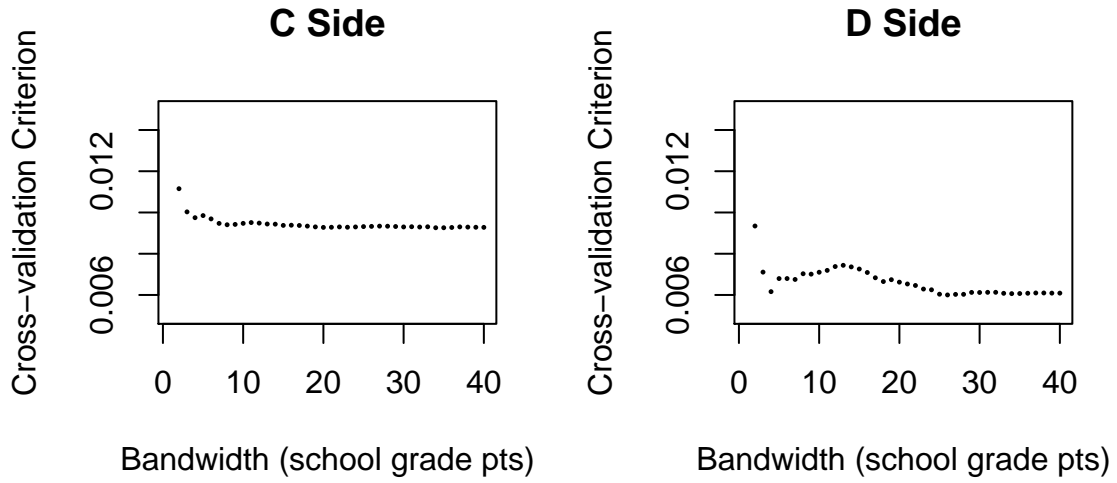 C Side
Cross−validation Criterion
0.012
0.006
0 10 20 30 40
Bandwidth (school grade pts)
D Side
Cross−validation Criterion
0.012
0.006
0 10 20 30 40
Bandwidth (school grade pts)